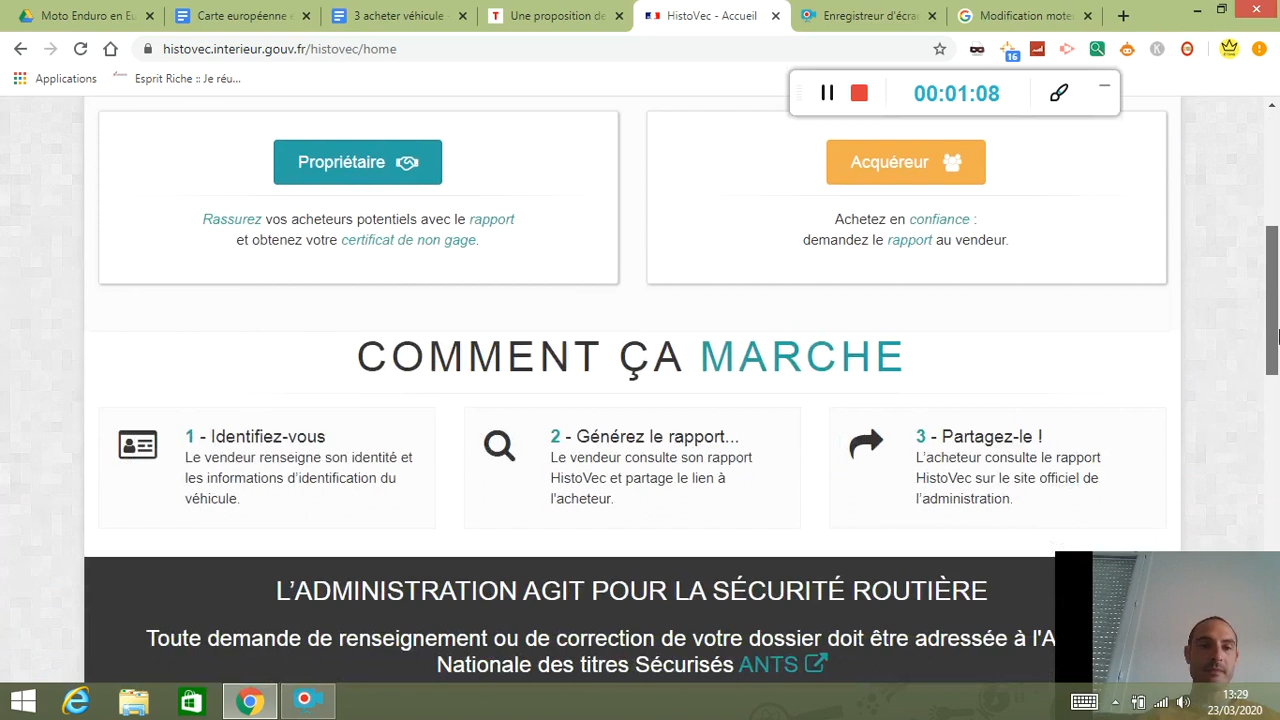 Moto Enduro en Eu
Carte européenne
3 acheter véhicule
Une proposition de
HistoVec - Accueil
Enregistreur d'écra
Modification mote
histovec.interieur.gouv.fr/histovec/home
16
K
Applications
Esprit Riche :: Je réu...
00:01:08
Propriétaire
Acquéreur
Rassurez vos acheteurs potentiels avec le rapport
et obtenez votre certificat de non gage.
Achetez en confiance :
demandez le rapport au vendeur.
COMMENT ÇA MARCHE
1 - Identifiez-vous
Le vendeur renseigne son identité et
les informations d'identification du
véhicule.
2 - Générez le rapport...
Le vendeur consulte son rapport
HistoVec et partage le lien à
l'acheteur.
3 - Partagez-le !
L'acheteur consulte le rapport
HistoVec sur le site officiel de
l'administration.
L'ADMINISTRATION AGIT POUR LA SÉCURITÉ ROUTIÈRE
Toute demande de renseignement ou de correction de votre dossier doit être adressée à l'A
Nationale des titres Sécurisés ANTS
13:29
23/03/2020